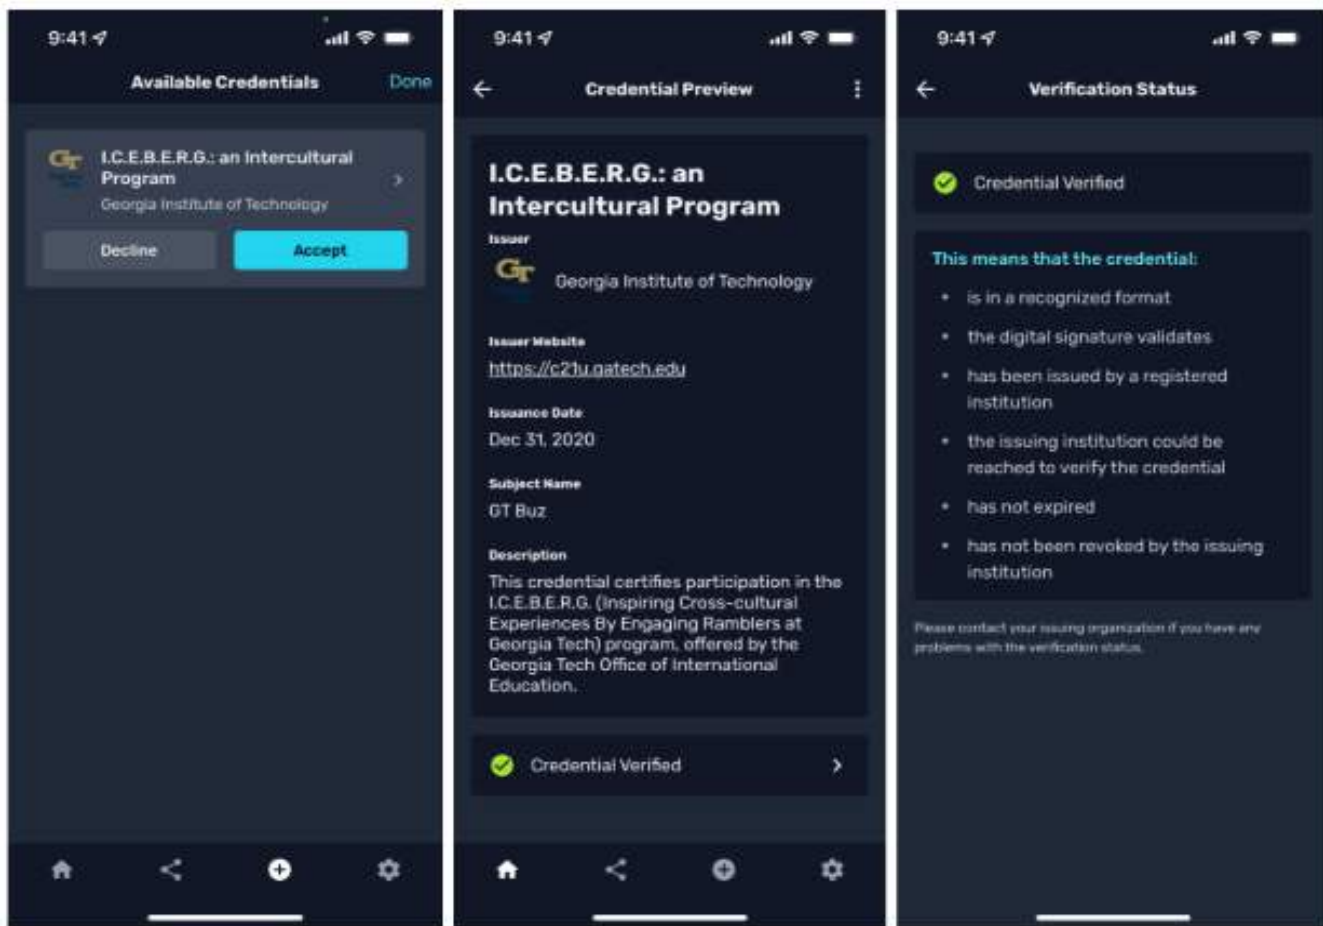 9:41
Available Credentials
Done
GT
I.C.E.B.E.R.G.: an Intercultural
Program
Georgia Institute of Technology
Decline
Accept
9:41
Credential Preview
I.C.E.B.E.R.G.: an
Intercultural Program
Issuer
GT
Georgia Institute of Technology
Issuer Website
https://c21u.gatech.edu
Issuance Date
Dec 31, 2020
Subject Name
GT Buz
Description
This credential certifies participation in the
I.C.E.B.E.R.G. (Inspiring Cross-cultural
Experiences By Engaging Ramblers at
Georgia Tech) program, offered by the
Georgia Tech Office of International
Education.
Credential Verified
9:41
Verification Status
Credential Verified
This means that the credential:
• is in a recognized format
• the digital signature validates
• has been issued by a registered
institution
• the issuing institution could be
reached to verify the credential
• has not expired
• has not been revoked by the issuing
institution
Please contact your issuing organization if you have any
problems with the verification status.